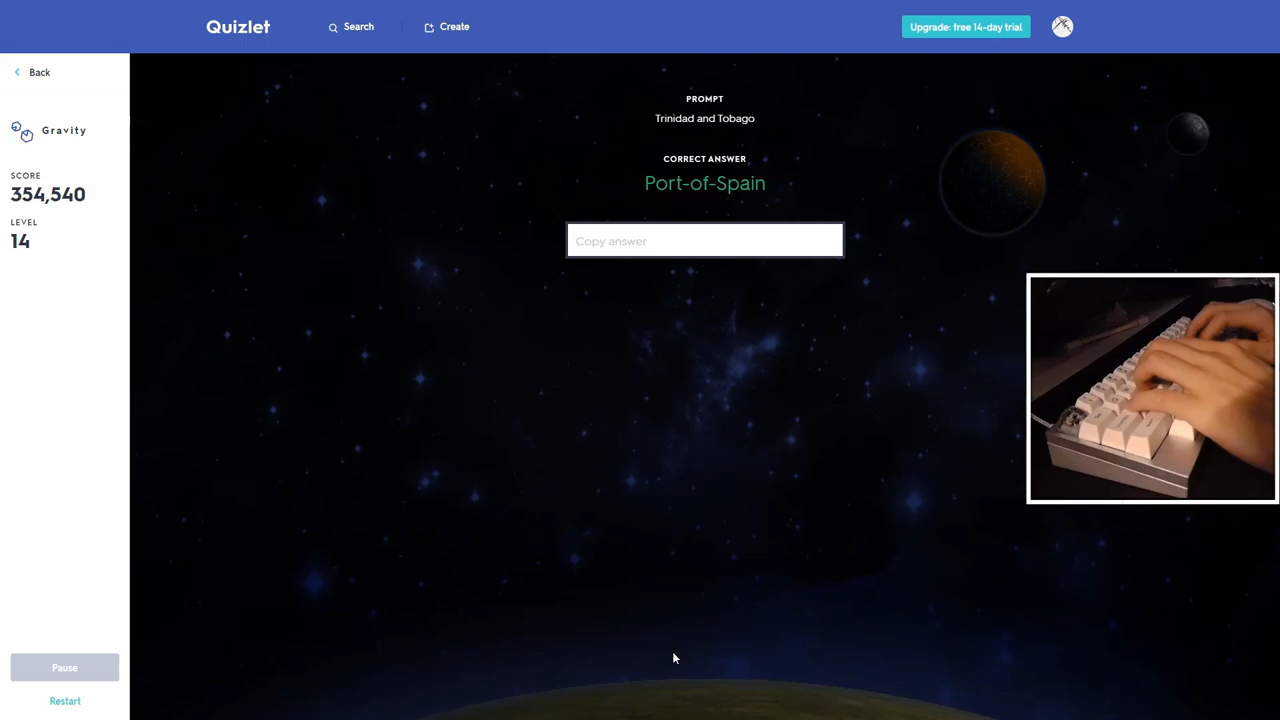 Quizlet
Search
Create
Upgrade: free 14-day trial
Back
Gravity
SCORE
354,540
LEVEL
14
PROMPT
Trinidad and Tobago
CORRECT ANSWER
Port-of-Spain
Copy answer
Pause
Restart